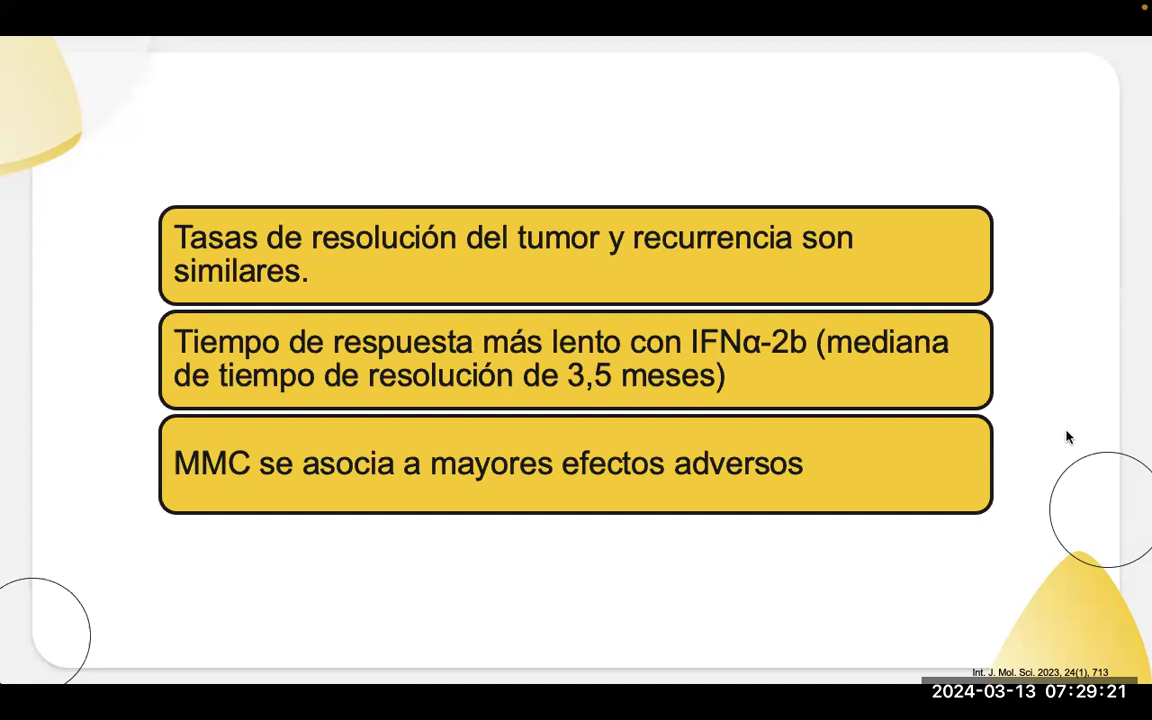 Tasas de resolución del tumor y recurrencia son
similares.
Tiempo de respuesta más lento con IFNα-2b (mediana
de tiempo de resolución de 3,5 meses)
MMC se asocia a mayores efectos adversos
Int. J. Mol. Sci. 2023, 24(1), 713
2024-03-13 07:29:21